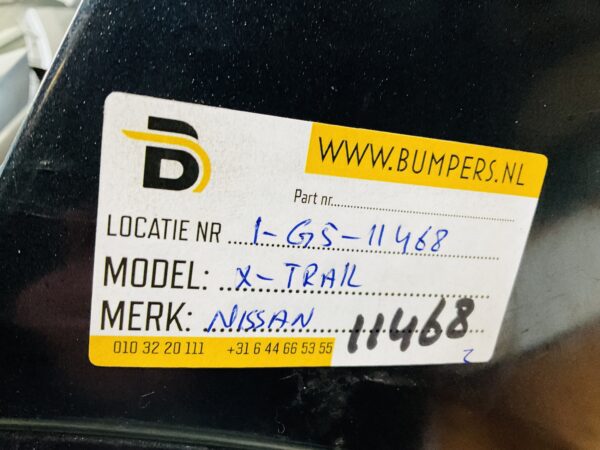 B
WWW.BUMPERS.NL
Part nr.
LOCATIE NR 1-G5-11468
MODEL: X-TRAIL
MERK: NISSAN 11468
010 32 20 111 +31 6 44 66 53 55